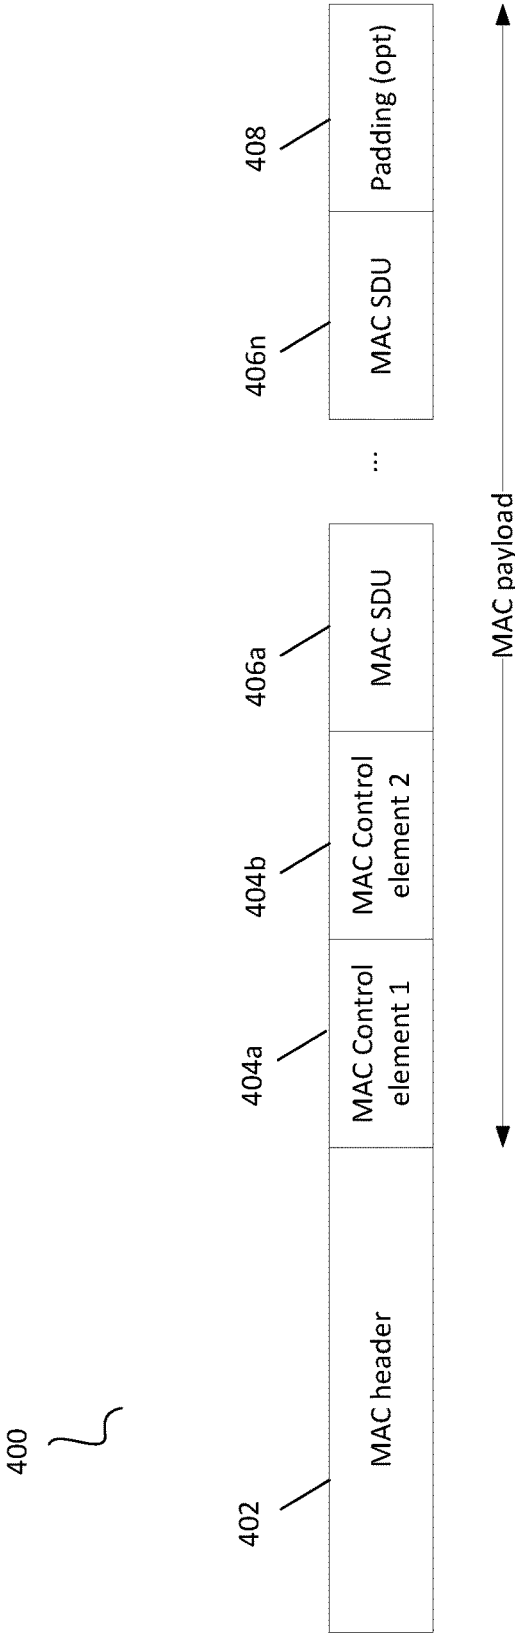 400
402
404a
404b
406a
406n
408
MAC header
MAC Control
element 1
MAC Control
element 2
MAC SDU
...
MAC SDU
Padding (opt)
MAC payload